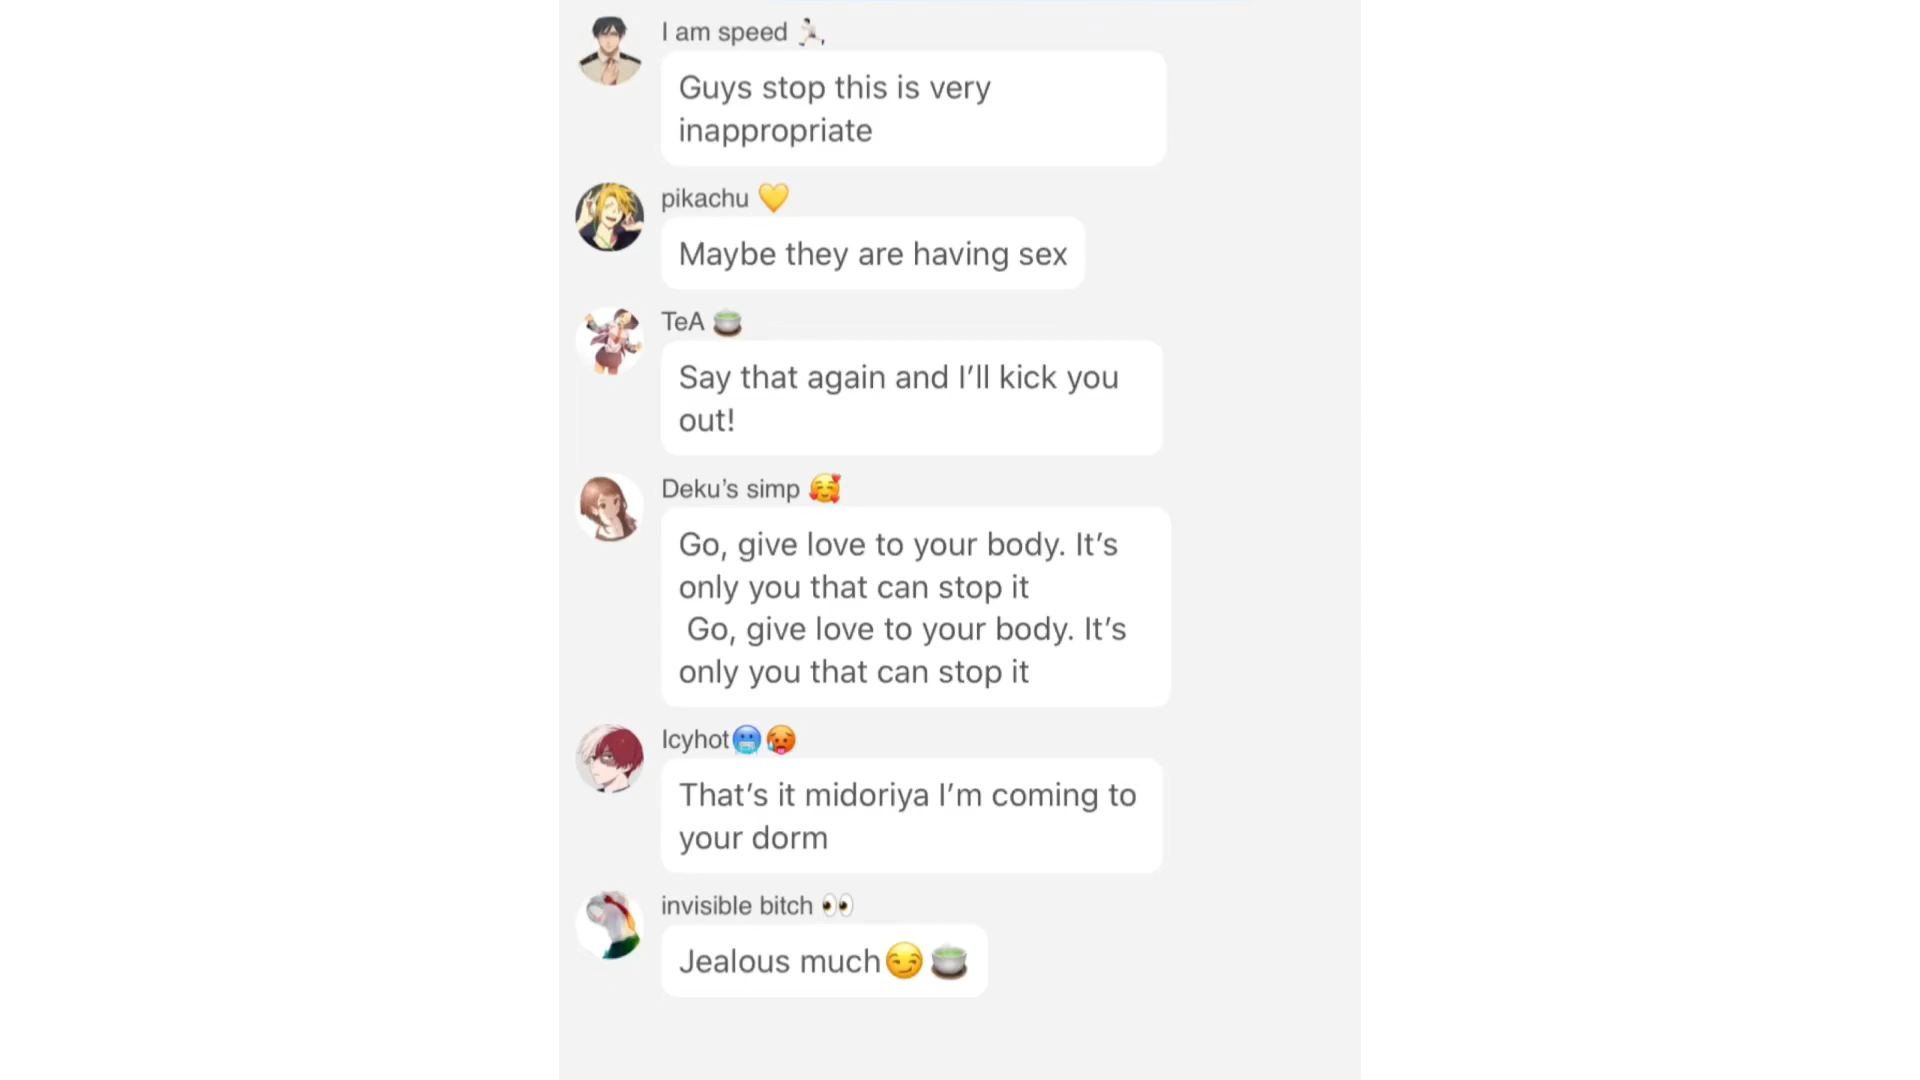 I am speed 🏃🏻
Guys stop this is very
inappropriate
pikachu 💛
Maybe they are having sex
TeA 🍵
Say that again and I’ll kick you
out!
Deku’s simp 🥰
Go, give love to your body. It’s
only you that can stop it
Go, give love to your body. It’s
only you that can stop it
Icyhot🥶🥵
That’s it midoriya I’m coming to
your dorm
invisible bitch 👀
Jealous much😏🍵